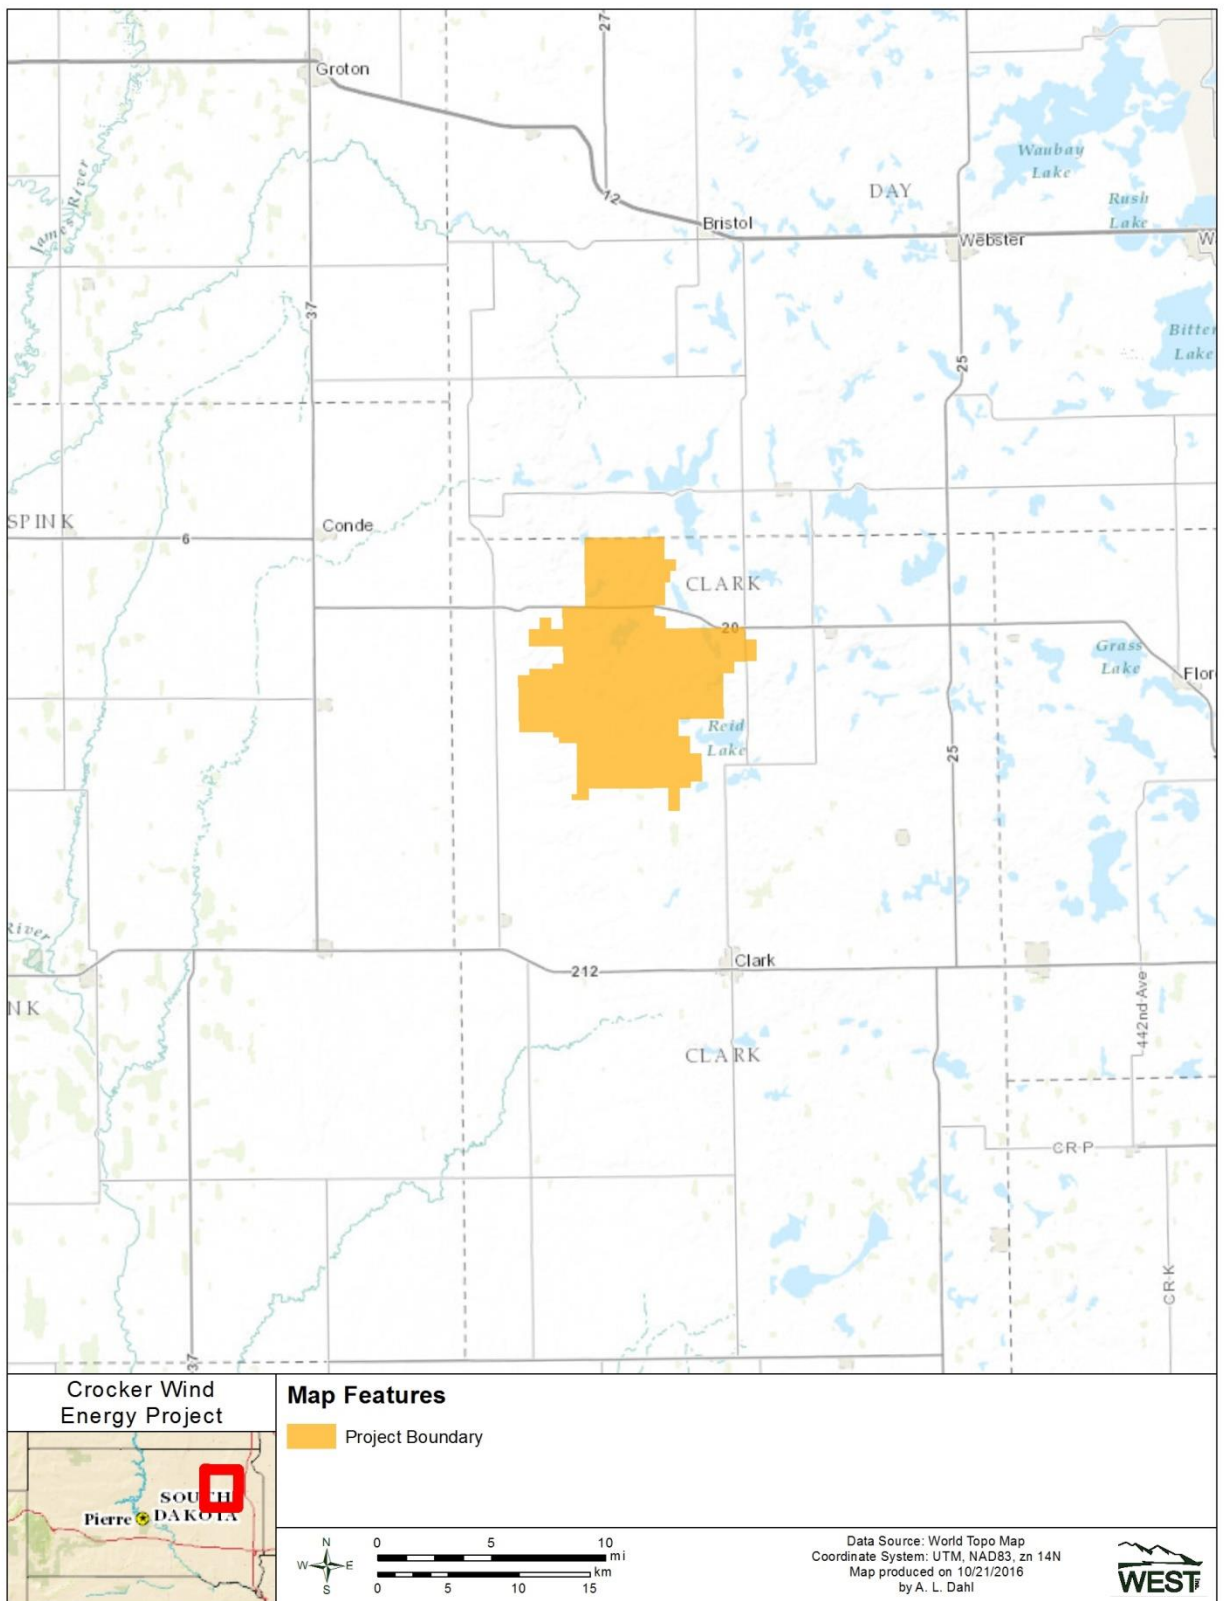 27
Groton
James River
Waubay
Lake
DAY
12
Rush
Lake
Bristol
Webster
W
37
Bitter
Lake
25
SPINK
Conde
6
CLARK
20
Grass
Lake
Flor
Reid
Lake
25
River
Clark
212
NK
442nd Ave
CLARK
CR P
CR K
37
Crocker Wind
Energy Project
Map Features
Project Boundary
SOUTH
DAKOTA
Pierre
N
W E
S
0 5 10
mi
km
0 5 10 15
Data Source: World Topo Map
Coordinate System: UTM, NAD83, zn 14N
Map produced on 10/21/2016
by A. L. Dahl
WEST